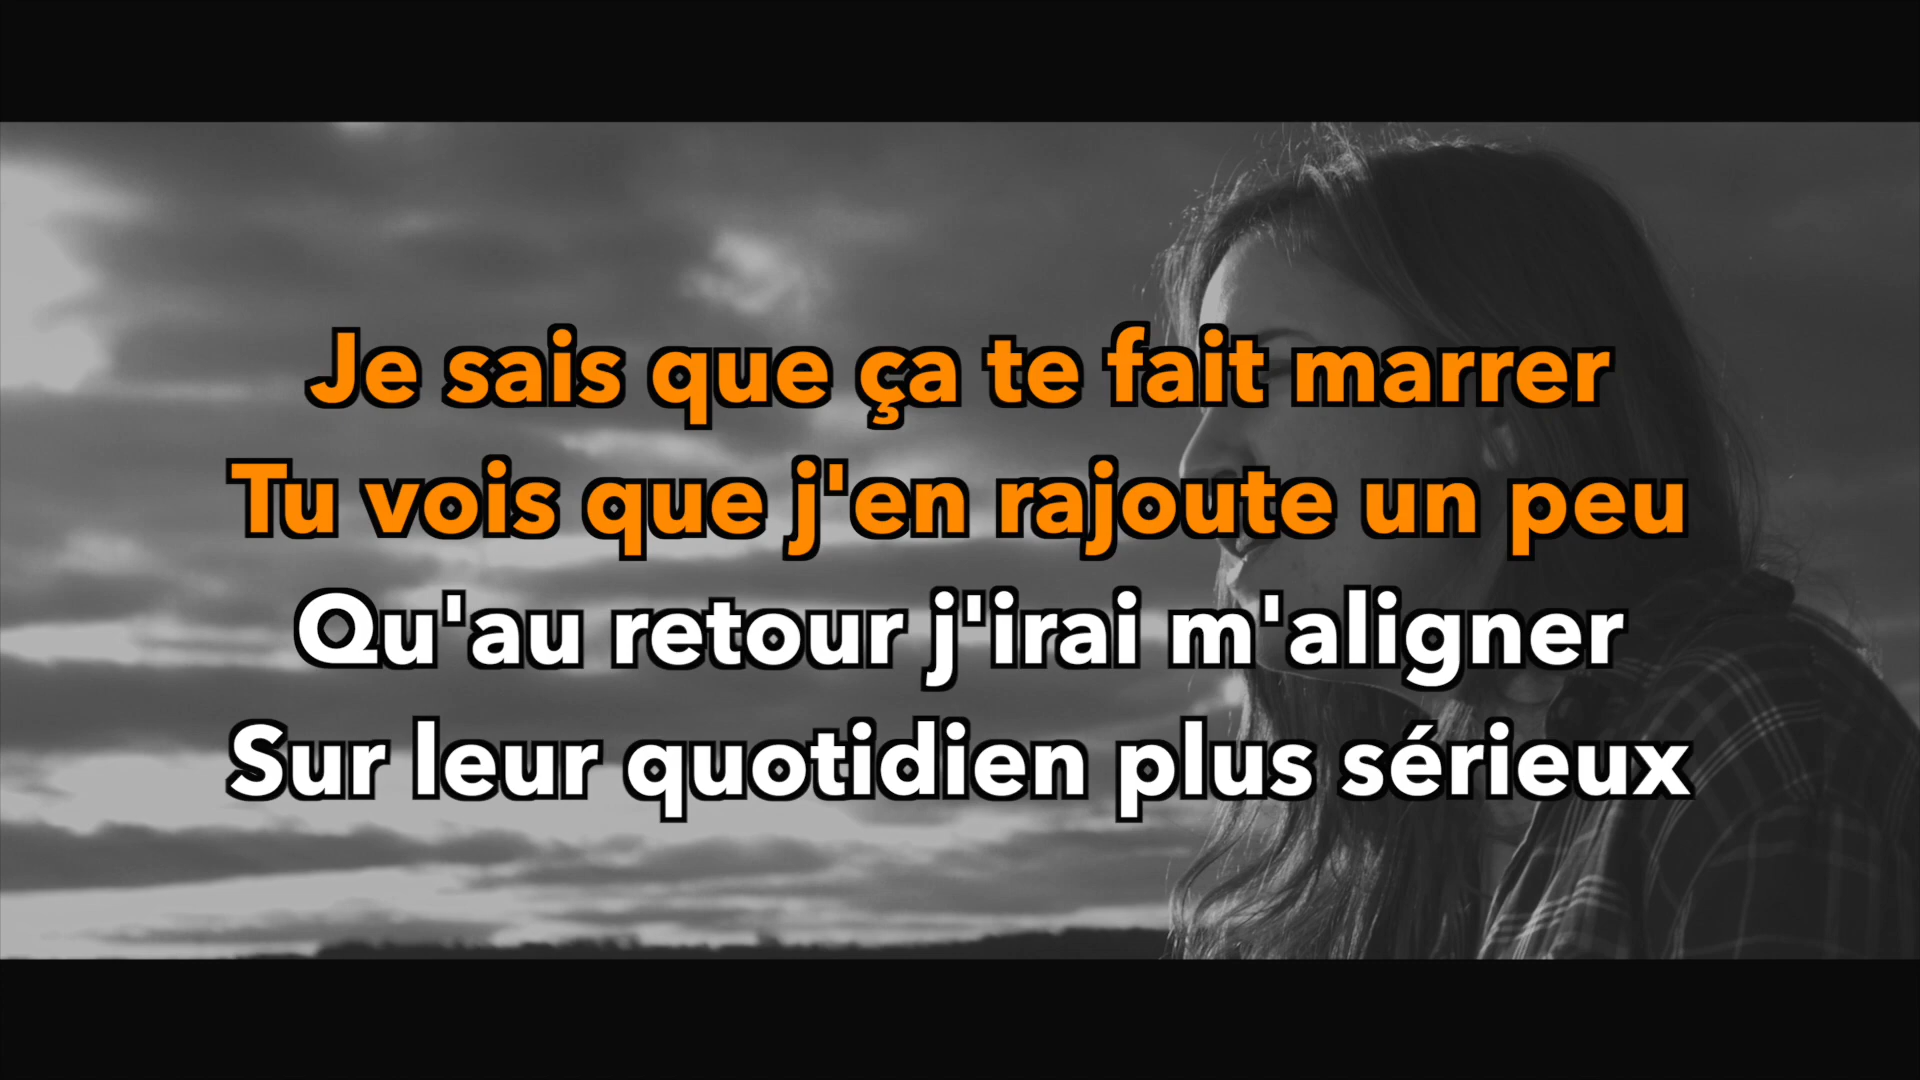 Je sais que ça te fait marrer
Tu vois que j'en rajoute un peu
Qu'au retour j'irai m'aligner
Sur leur quotidien plus sérieux